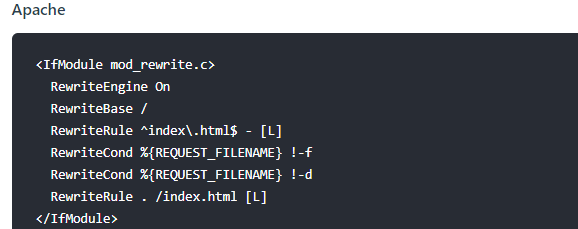 Apache
<IfModule mod_rewrite.c>
  RewriteEngine On
  RewriteBase /
  RewriteRule ^index\.html$ - [L]
  RewriteCond %{REQUEST_FILENAME} !-f
  RewriteCond %{REQUEST_FILENAME} !-d
  RewriteRule . /index.html [L]
</IfModule>